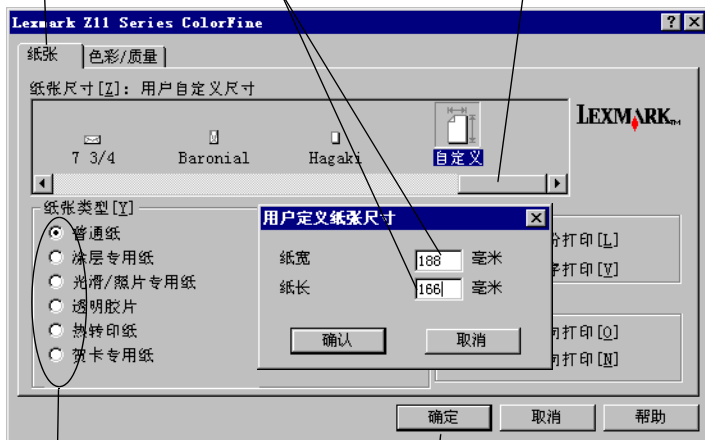 Lexmark Z11 Series ColorFine
纸张 色彩/质量
纸张尺寸[Z]: 用户自定义尺寸
LEXMARK™
7 3/4 Baronial Hagaki 自定义
纸张类型[Y]
普通纸
涂层专用纸
光滑/照片专用纸
透明胶片
热转印纸
贺卡专用纸
用户定义纸张尺寸
纸宽 188 毫米
纸长 166 毫米
确认 取消
打印[L]
打印[V]
打印[O]
打印[N]
确定 取消 帮助